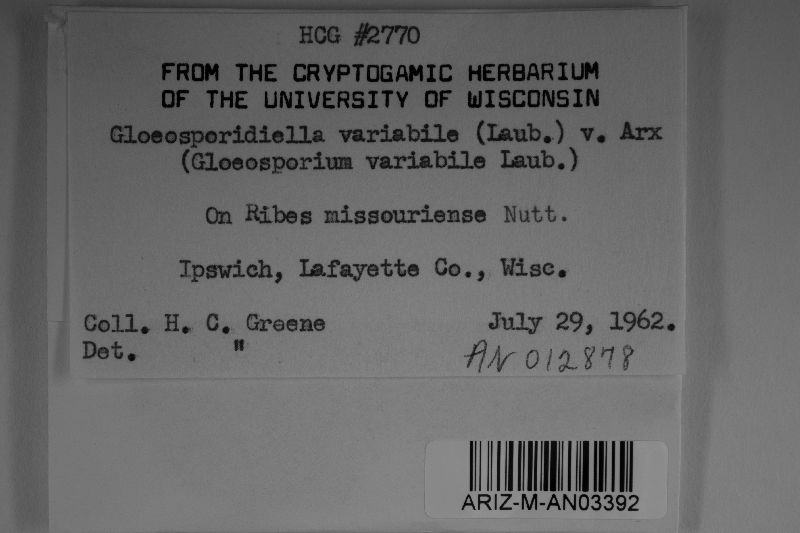 HCG #2770
FROM THE CRYPTOGAMIC HERBARIUM
OF THE UNIVERSITY OF WISCONSIN
Gloeosporidiella variabile (Laub.) v. Arx
(Gloeosporium variabile Laub.)
On Ribes missouriense Nutt.
Ipswich, Lafayette Co., Wisc.
Coll. H. C. Greene July 29, 1962.
Det. " AN 012878
ARIZ-M-AN03392